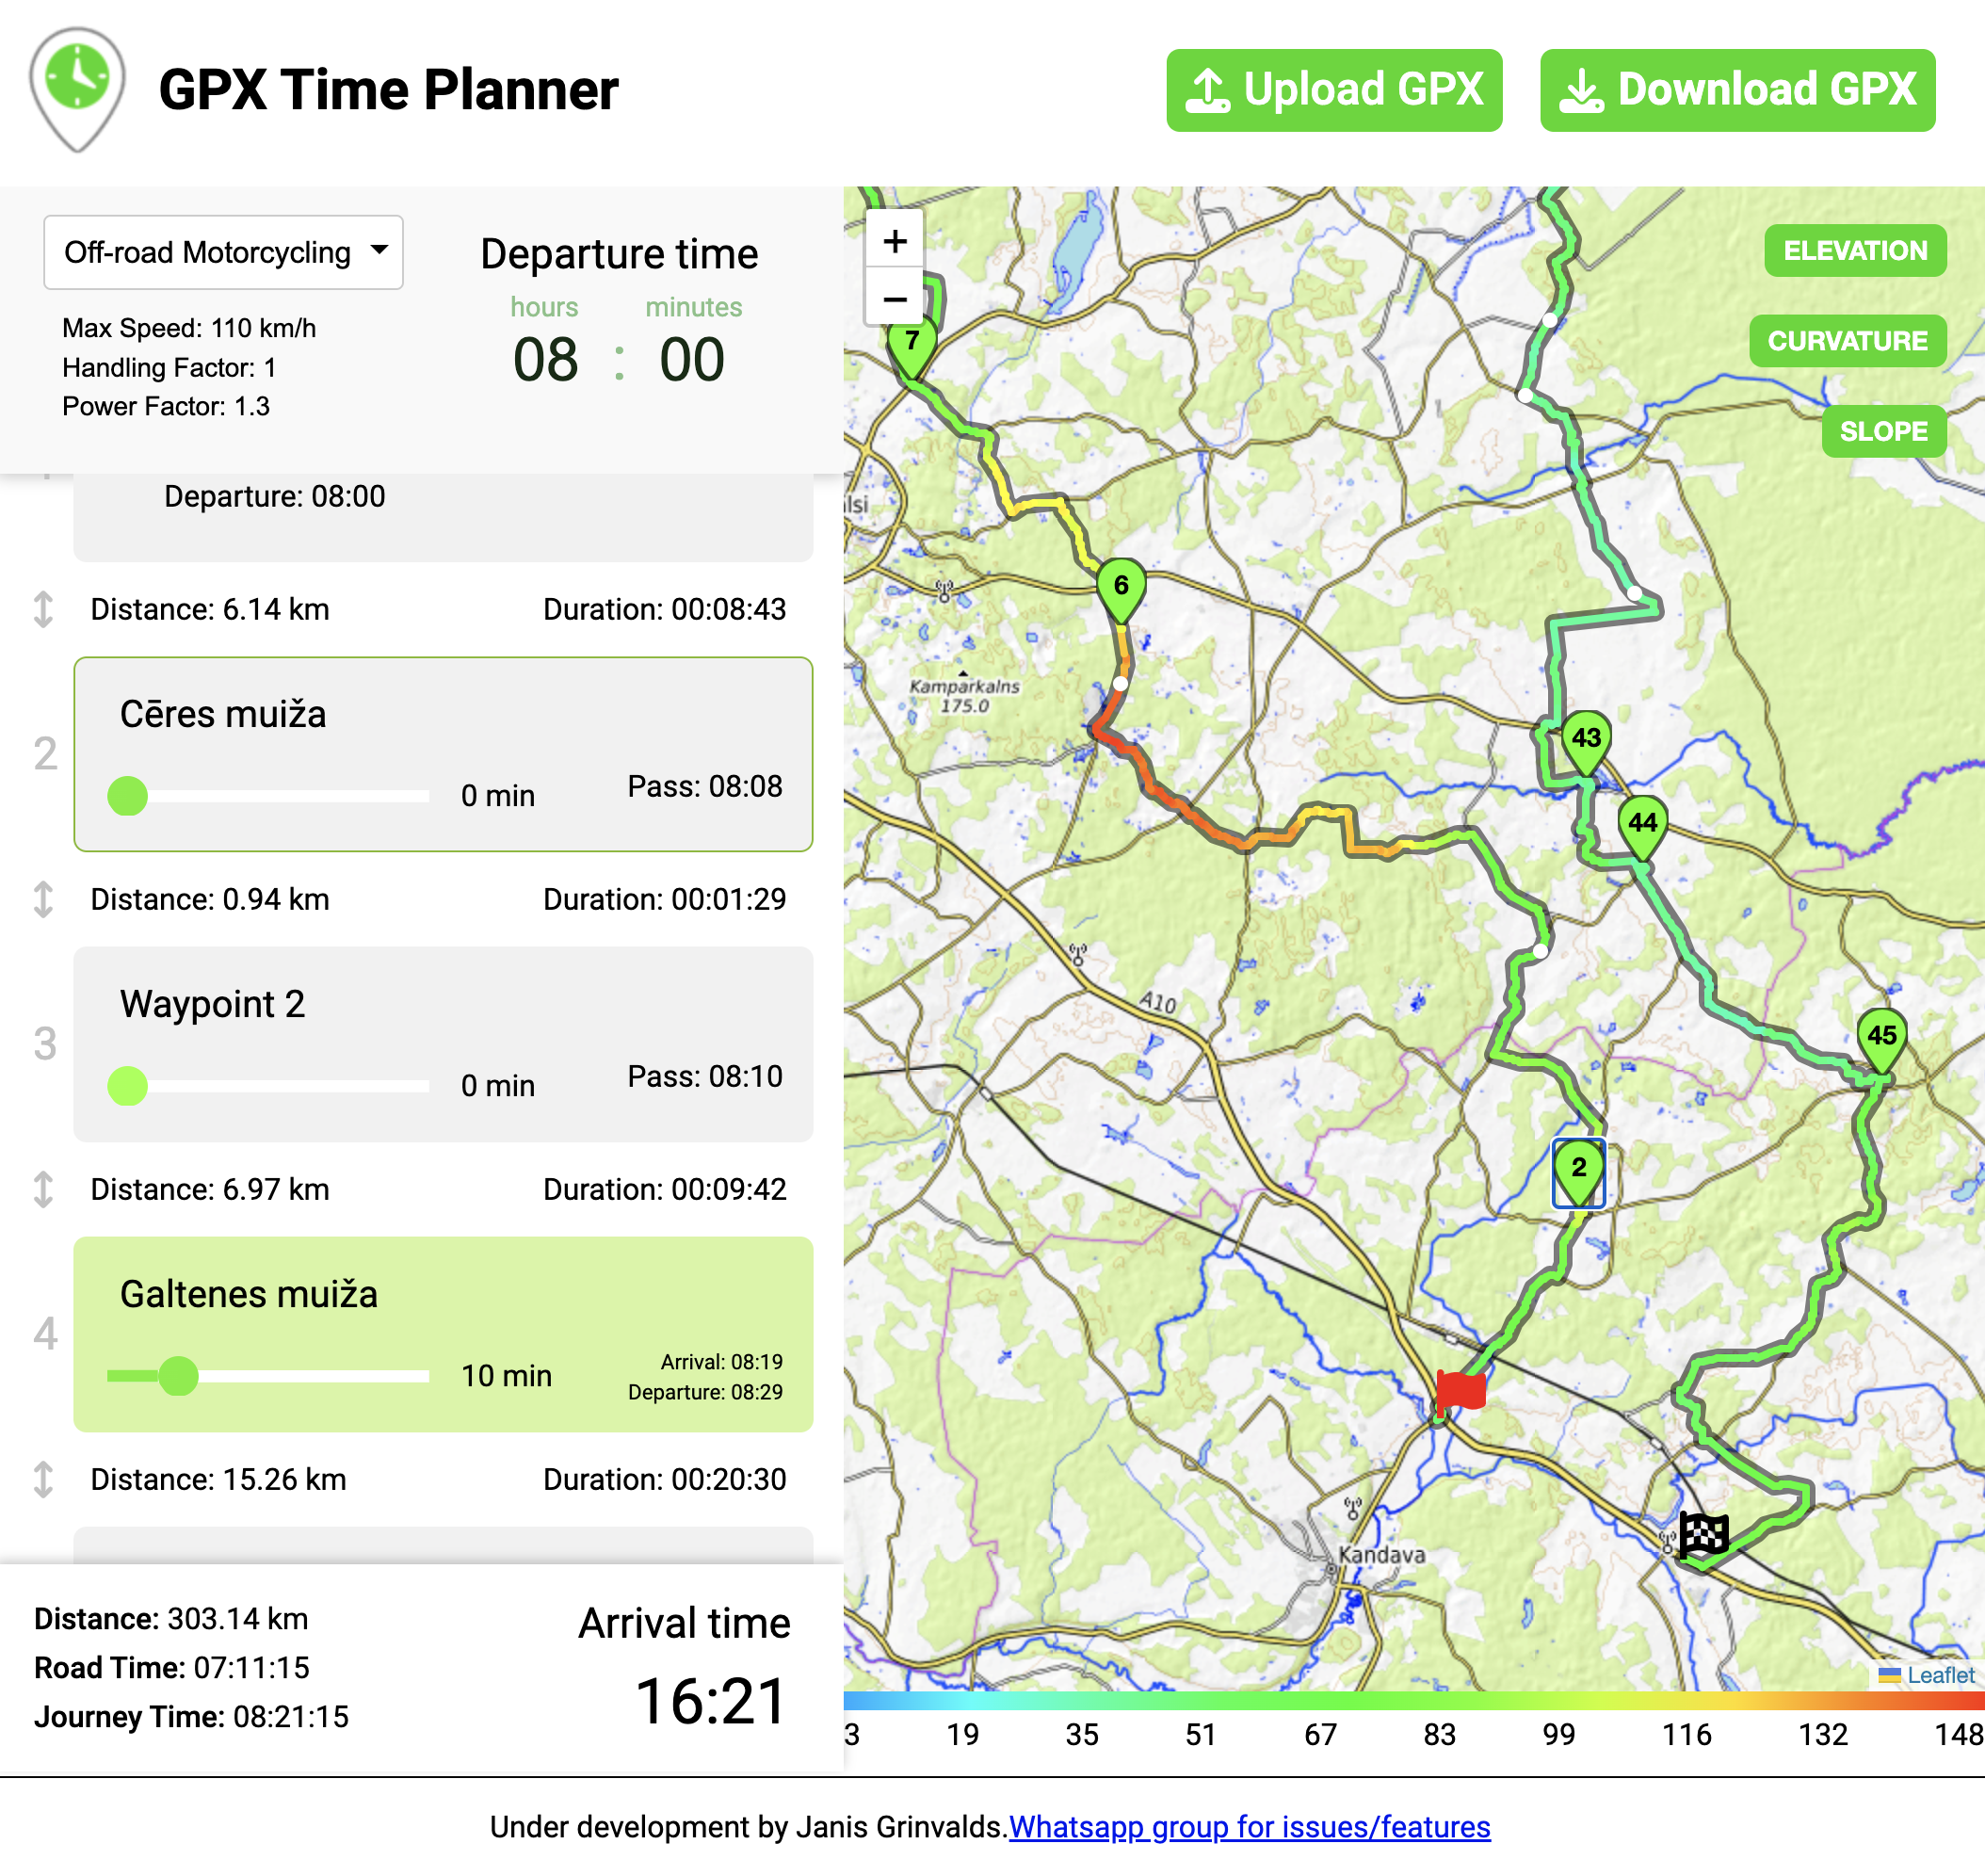 GPX Time Planner
Upload GPX
Download GPX
Off-road Motorcycling
Max Speed: 110 km/h
Handling Factor: 1
Power Factor: 1.3
Departure time
hours minutes
08 : 00
Departure: 08:00
Distance: 6.14 km Duration: 00:08:43
2
Cēres muiža
0 min Pass: 08:08
Distance: 0.94 km Duration: 00:01:29
3
Waypoint 2
0 min Pass: 08:10
Distance: 6.97 km Duration: 00:09:42
4
Galtenes muiža
10 min
Arrival: 08:19
Departure: 08:29
Distance: 15.26 km Duration: 00:20:30
Distance: 303.14 km
Road Time: 07:11:15
Journey Time: 08:21:15
Arrival time
16:21
+
−
ELEVATION
CURVATURE
SLOPE
7
lsi
6
Kamparkalns
175.0
43
44
A10
45
2
Kandava
Leaflet
3 19 35 51 67 83 99 116 132 148
Under development by Janis Grinvalds.Whatsapp group for issues/features